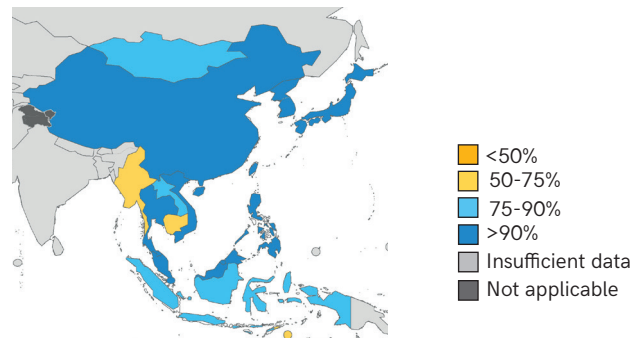 <50%
50-75%
75-90%
>90%
Insufficient data
Not applicable